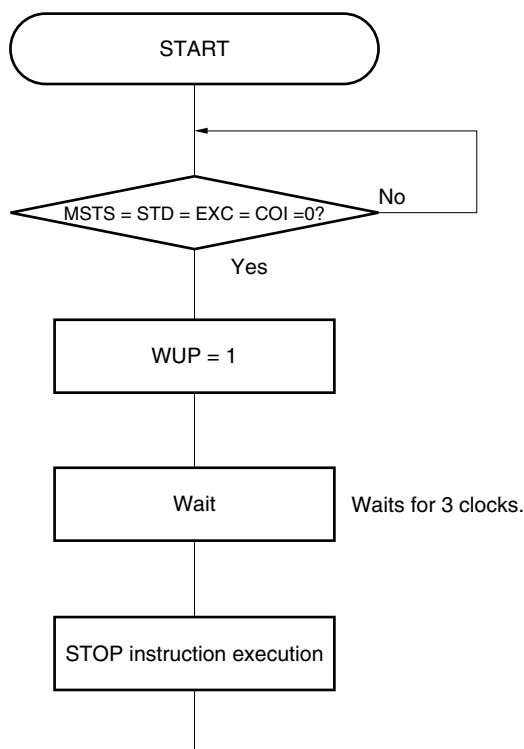 START
MSTS = STD = EXC = COI =0?
No
Yes
WUP = 1
Wait
Waits for 3 clocks.
STOP instruction execution